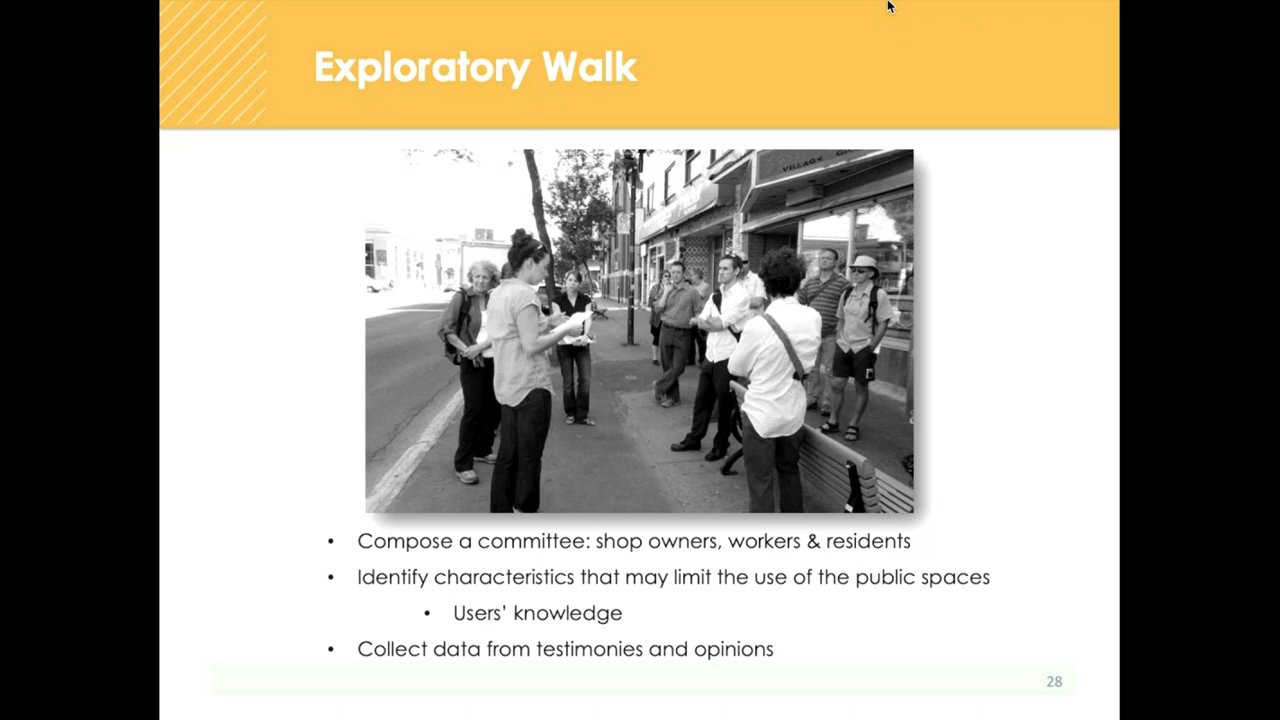 Exploratory Walk
VILLAGE
• Compose a committee: shop owners, workers & residents
• Identify characteristics that may limit the use of the public spaces
• Users’ knowledge
• Collect data from testimonies and opinions
28